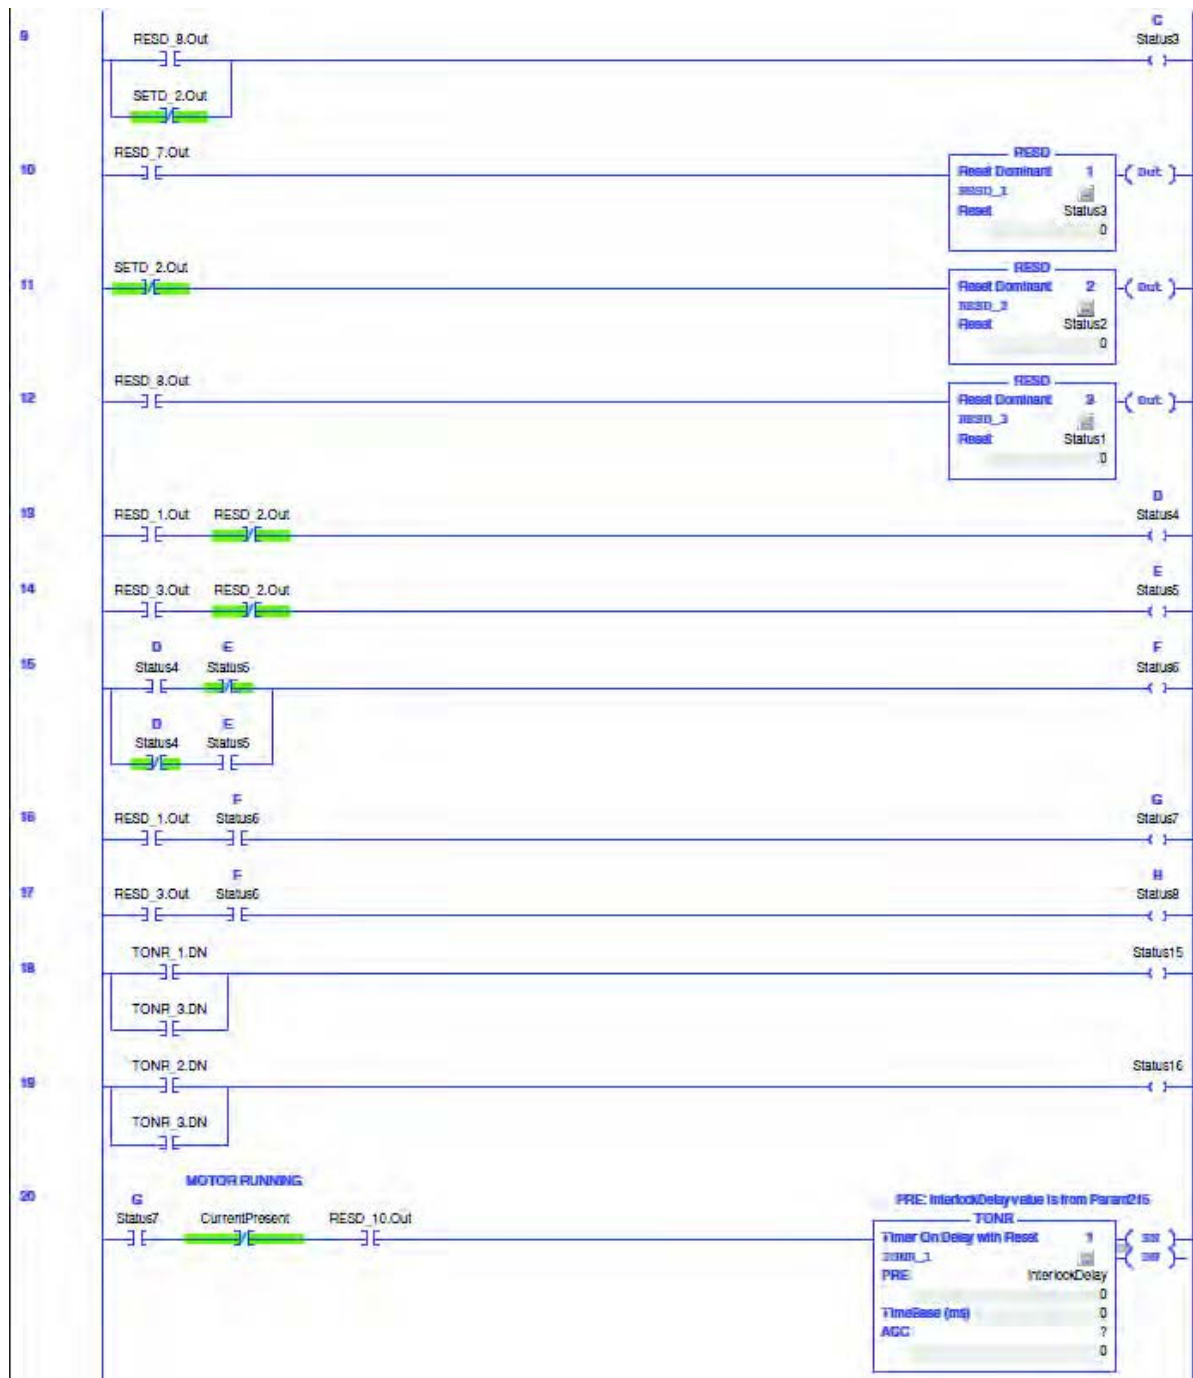 9
C
RESD_8.Out
Status3
SETD_2.Out
RESD_7.Out
10
RESD
Reset Dominant 1
Out
RESD_1
Reset Status3
0
SETD_2.Out
11
RESD
Reset Dominant 2
Out
RESD_2
Reset Status2
0
RESD_8.Out
12
RESD
Reset Dominant 3
Out
RESD_3
Reset Status1
0
13
D
RESD_1.Out RESD_2.Out
Status4
14
E
RESD_3.Out RESD_2.Out
Status5
15
D E
F
Status4 Status5
Status6
D E
Status4 Status5
16
F
G
RESD_1.Out Status6
Status7
17
F
H
RESD_3.Out Status6
Status8
18
TONR_1.DN
Status15
TONR_3.DN
19
TONR_2.DN
Status16
TONR_3.DN
20
MOTOR RUNNING
G
Status7 CurrentPresent RESD_10.Out
PRE: InterlockDelay value is from Param215
TONR
Timer On Delay with Reset 1
TONR_1
PRE InterlockDelay
0
TimeBase (ms) 0
ACC ?
0